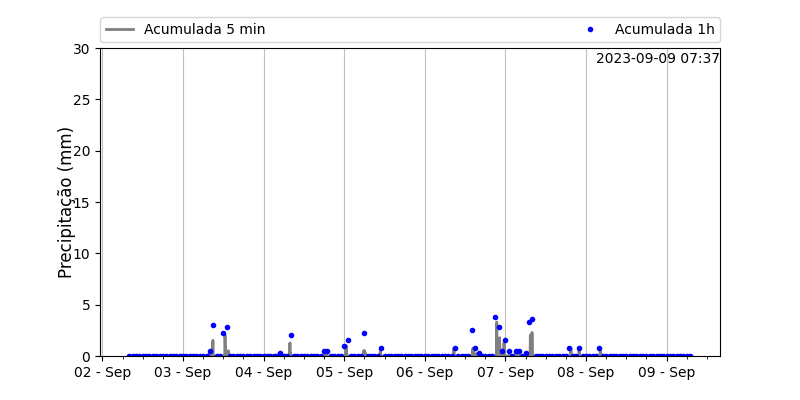 Acumulada 5 min
Acumulada 1h
2023-09-09 07:37
Precipitação (mm)
30
25
20
15
10
5
0
02 - Sep
03 - Sep
04 - Sep
05 - Sep
06 - Sep
07 - Sep
08 - Sep
09 - Sep